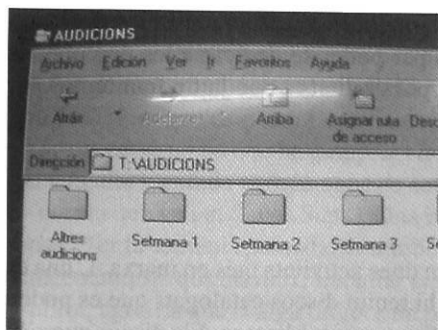 AUDICIONS
Archivo Edición Ver Ir Favoritos Ayuda
Atrás Adelante Arriba Asignar ruta
de acceso
Dirección T:\AUDICIONS
Altres
audicions
Setmana 1 Setmana 2 Setmana 3